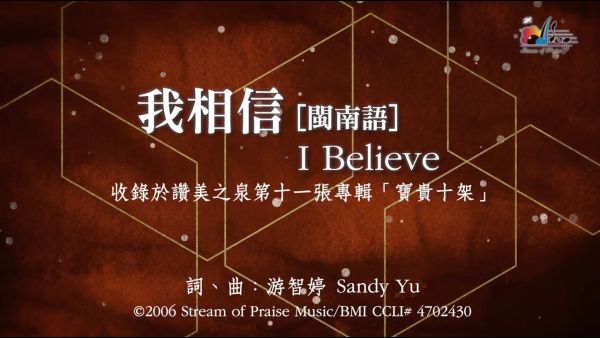 我相信 [閩南語]
I Believe
收錄於讚美之泉第十一張專輯「寶貴十架」
詞、曲：游智婷 Sandy Yu
©2006 Stream of Praise Music/BMI CCLI# 4702430